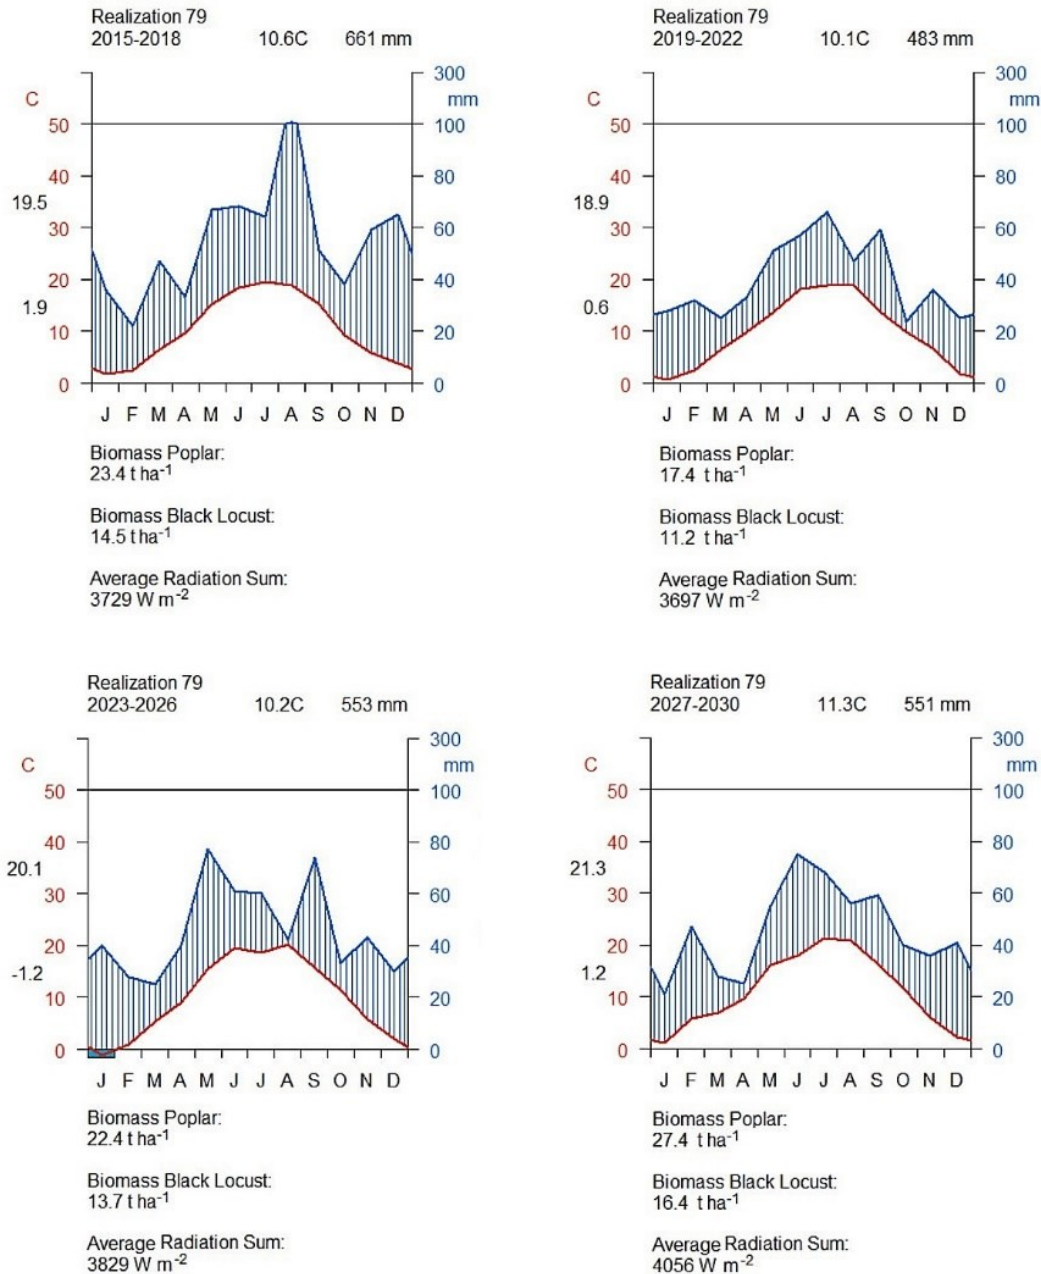 Realization 79
2015-2018 10.6C 661 mm
300
C mm
50 100
40 80
19.5
30 60
20 40
1.9
10 20
0 0
J F M A M J J A S O N D
Biomass Poplar:
23.4 t ha-1
Biomass Black Locust:
14.5 t ha-1
Average Radiation Sum:
3729 W m-2
Realization 79
2019-2022 10.1C 483 mm
300
C mm
50 100
40 80
18.9
30 60
20 40
0.6
10 20
0 0
J F M A M J J A S O N D
Biomass Poplar:
17.4 t ha-1
Biomass Black Locust:
11.2 t ha-1
Average Radiation Sum:
3697 W m-2
Realization 79
2023-2026 10.2C 553 mm
300
C mm
50 100
40 80
20.1
30 60
20 40
-1.2
10 20
0 0
J F M A M J J A S O N D
Biomass Poplar:
22.4 t ha-1
Biomass Black Locust:
13.7 t ha-1
Average Radiation Sum:
3829 W m-2
Realization 79
2027-2030 11.3C 551 mm
300
C mm
50 100
40 80
21.3
30 60
20 40
1.2
10 20
0 0
J F M A M J J A S O N D
Biomass Poplar:
27.4 t ha-1
Biomass Black Locust:
16.4 t ha-1
Average Radiation Sum:
4056 W m-2